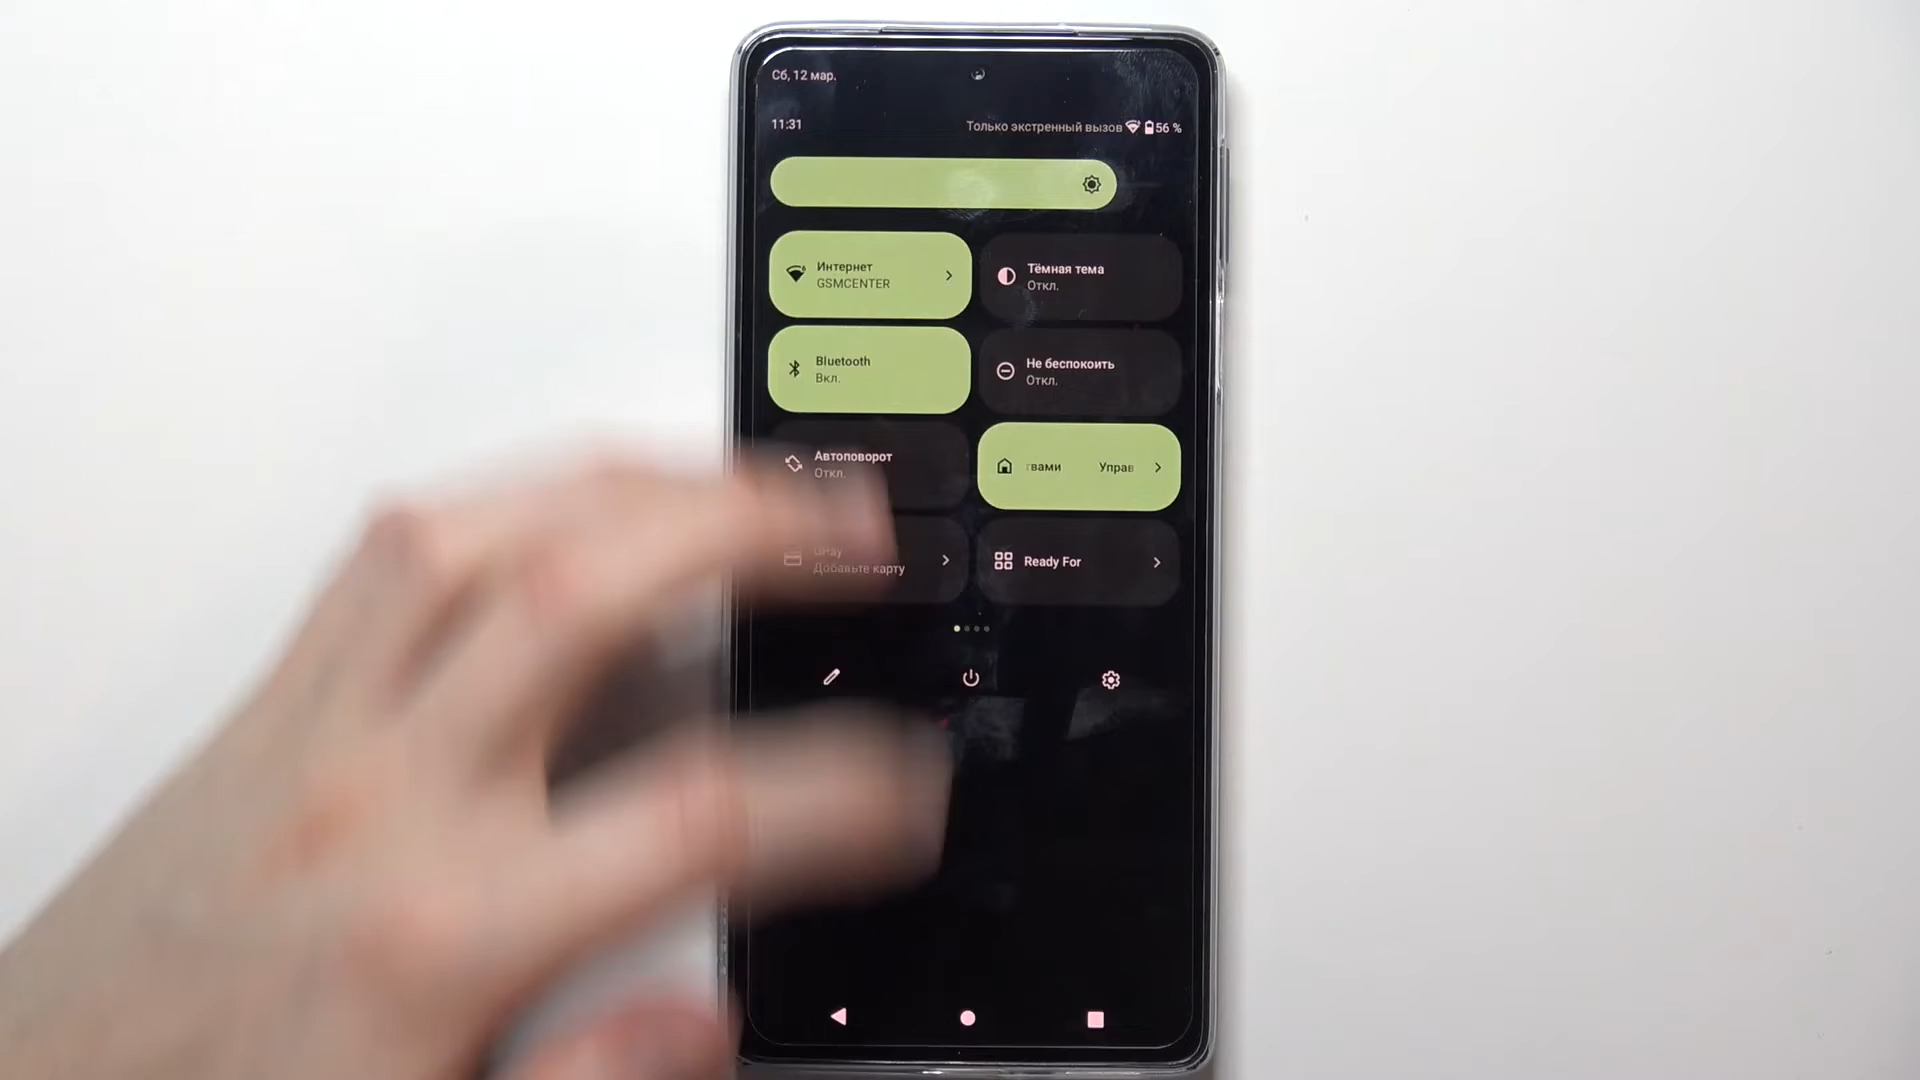 Сб, 12 мар.
11:31
Только экстренный вызов 56 %
Интернет
GSMCENTER
Тёмная тема
Откл.
Bluetooth
Вкл.
Не беспокоить
Откл.
Автоповорот
Откл.
твами Управ
Добавьте карту
Ready For